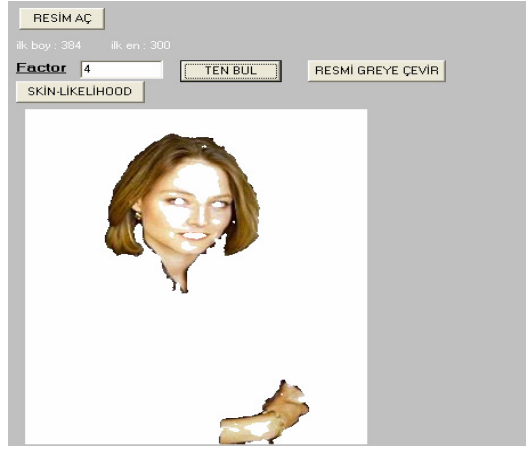 RESİM AÇ
ilk boy : 384 ilk en : 300
Factor 4 TEN BUL RESMİ GREYE ÇEVİR
SKİN-LİKELİHOOD